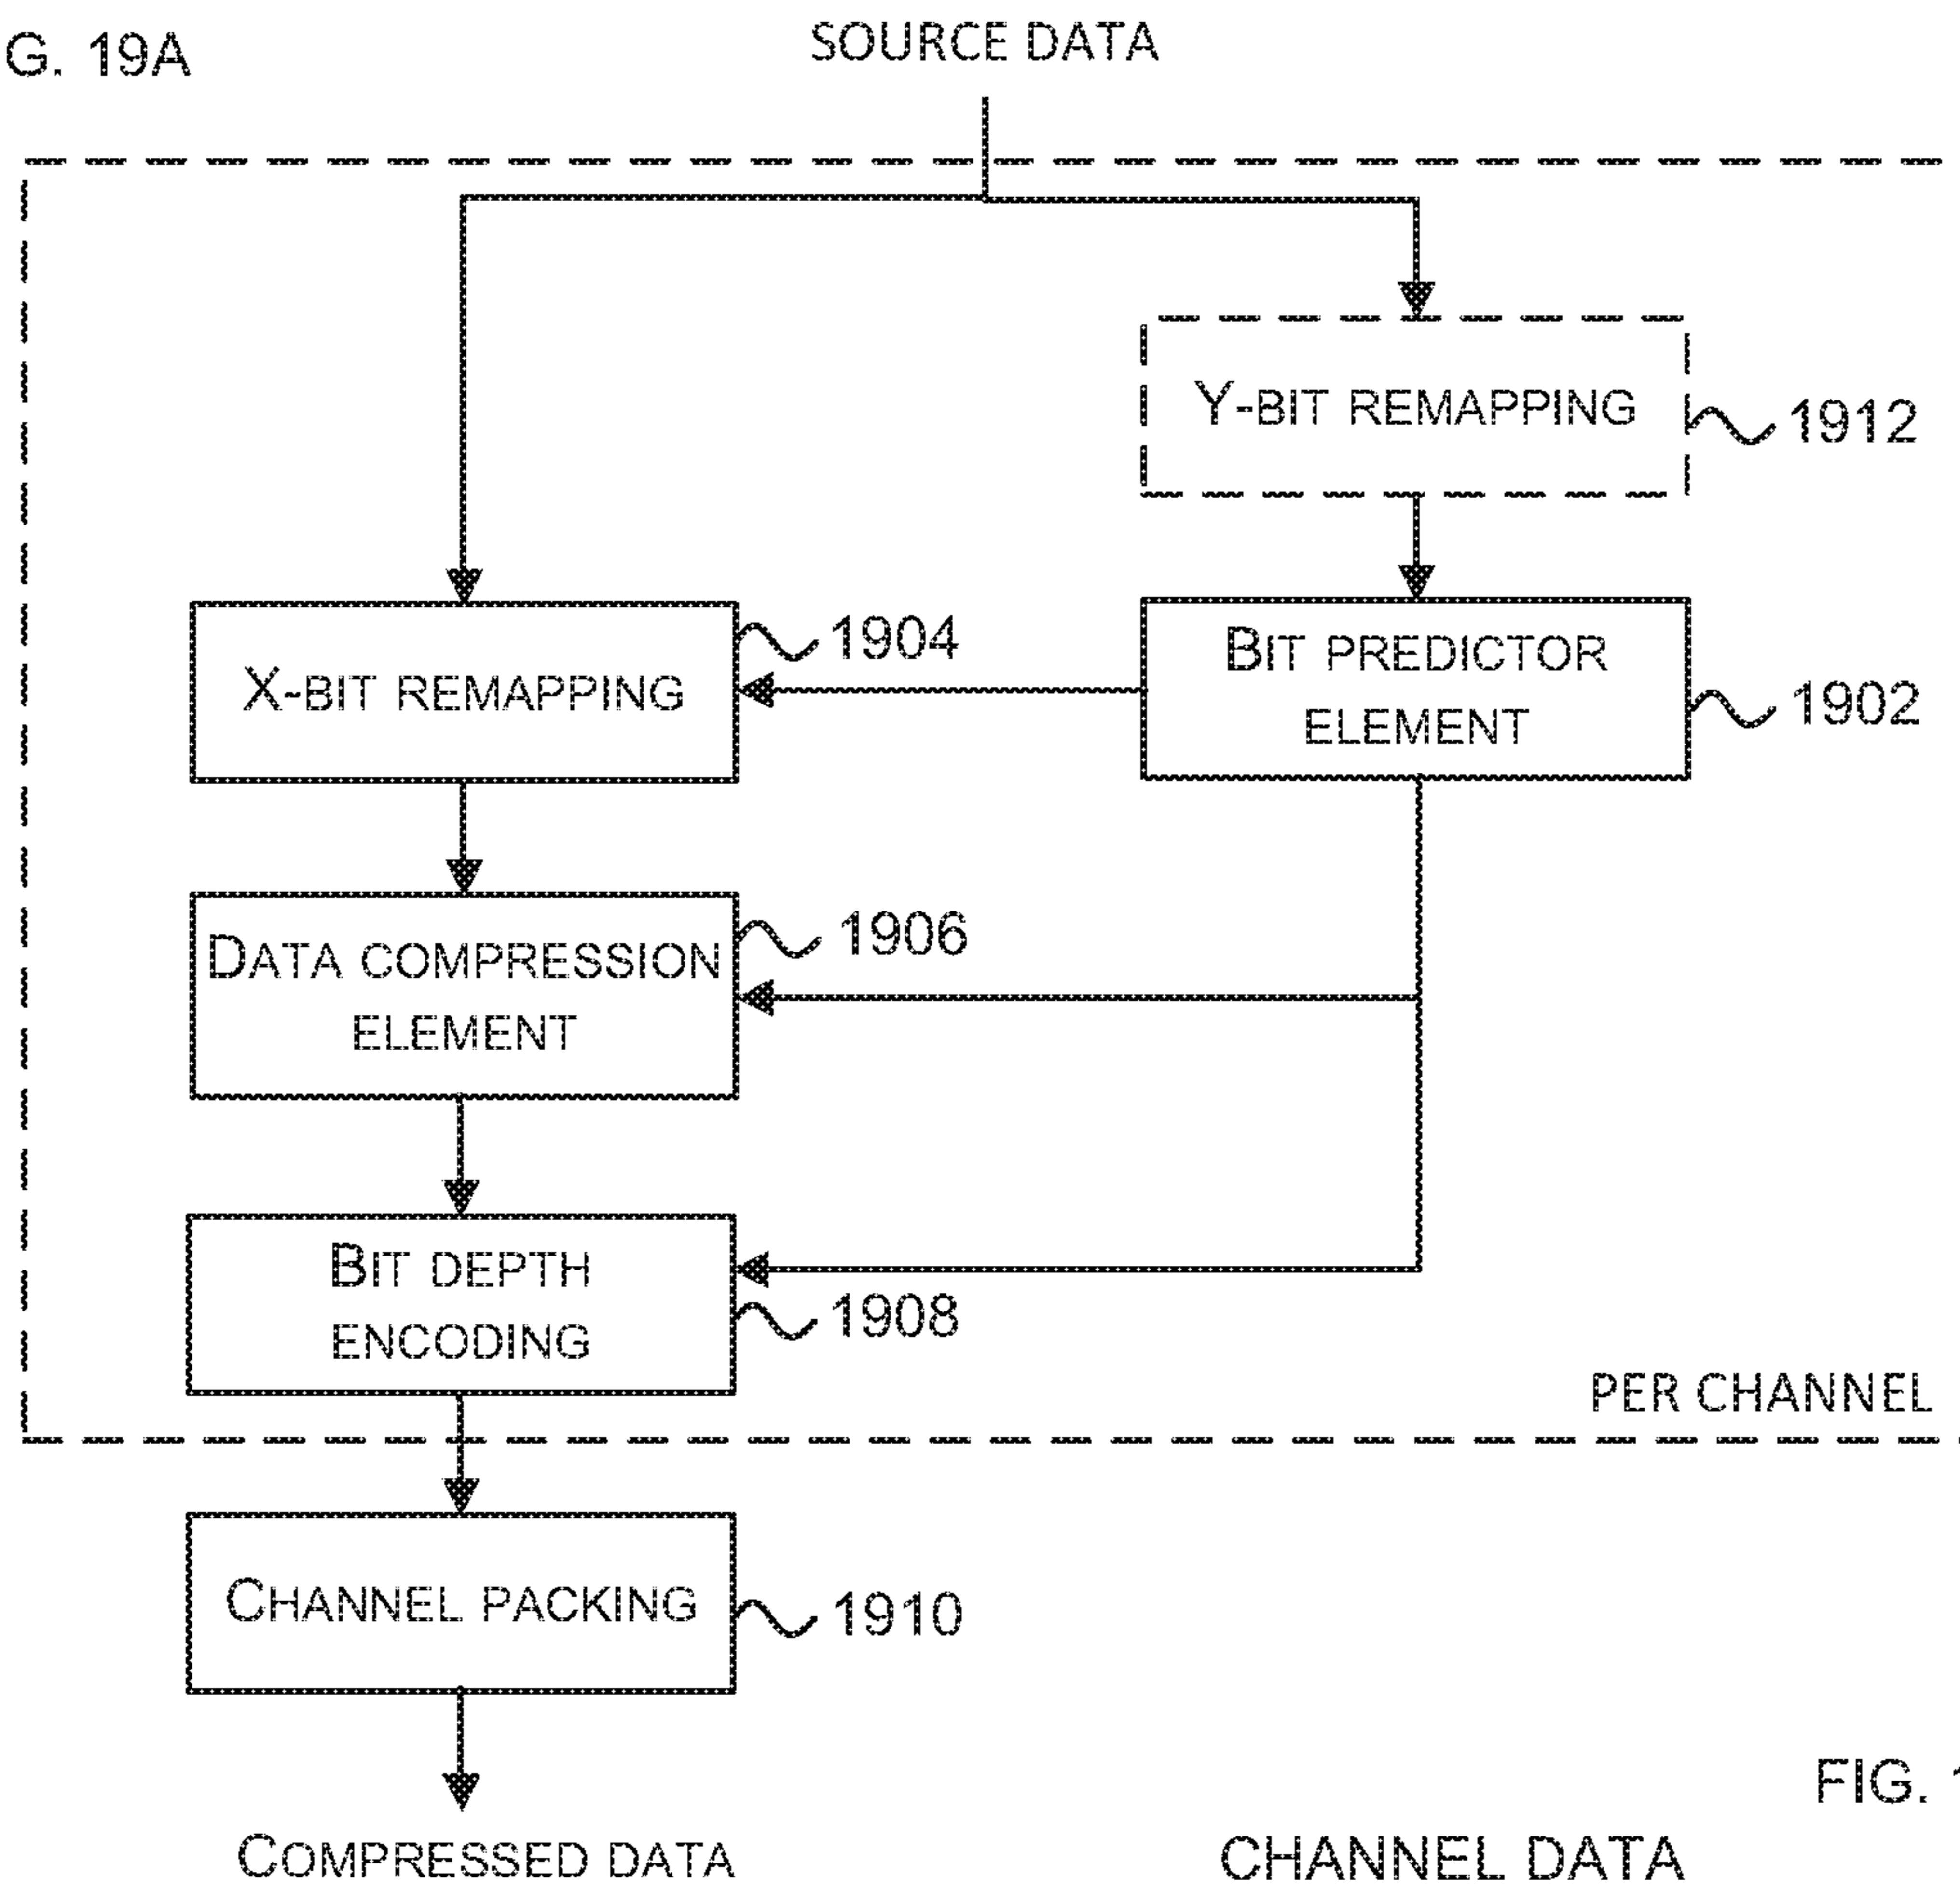 G. 19A
SOURCE DATA
Y-BIT REMAPPING
1912
X-BIT REMAPPING
1904
BIT PREDICTOR
ELEMENT
1902
DATA COMPRESSION
ELEMENT
1906
BIT DEPTH
ENCODING
1908
PER CHANNEL
CHANNEL PACKING
1910
FIG.
COMPRESSED DATA
CHANNEL DATA